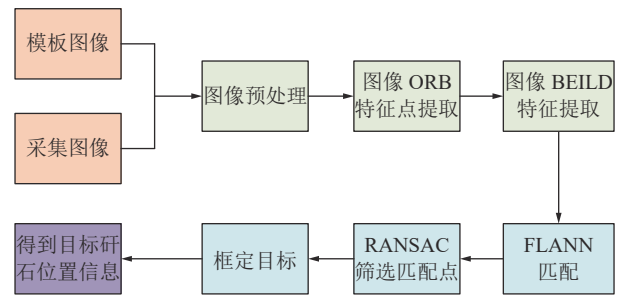 模板图像
采集图像
图像预处理
图像 ORB
特征点提取
图像 BEILD
特征提取
FLANN
匹配
RANSAC
筛选匹配点
框定目标
得到目标矸
石位置信息